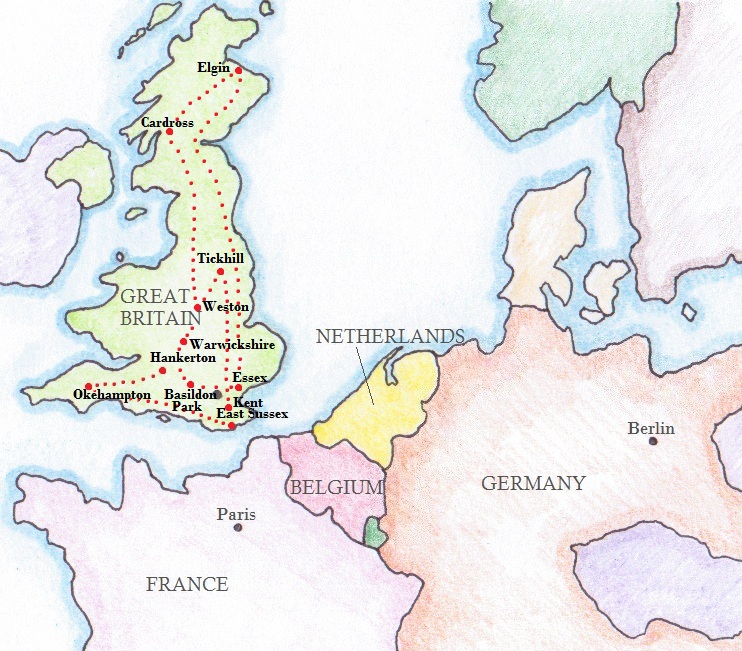 Elgin
Cardross
Tickhill
GREAT
BRITAIN
Weston
NETHERLANDS
Warwickshire
Hankerton
Essex
Okehampton
Basildon
Park
Kent
East Sussex
Berlin
BELGIUM
GERMANY
Paris
FRANCE